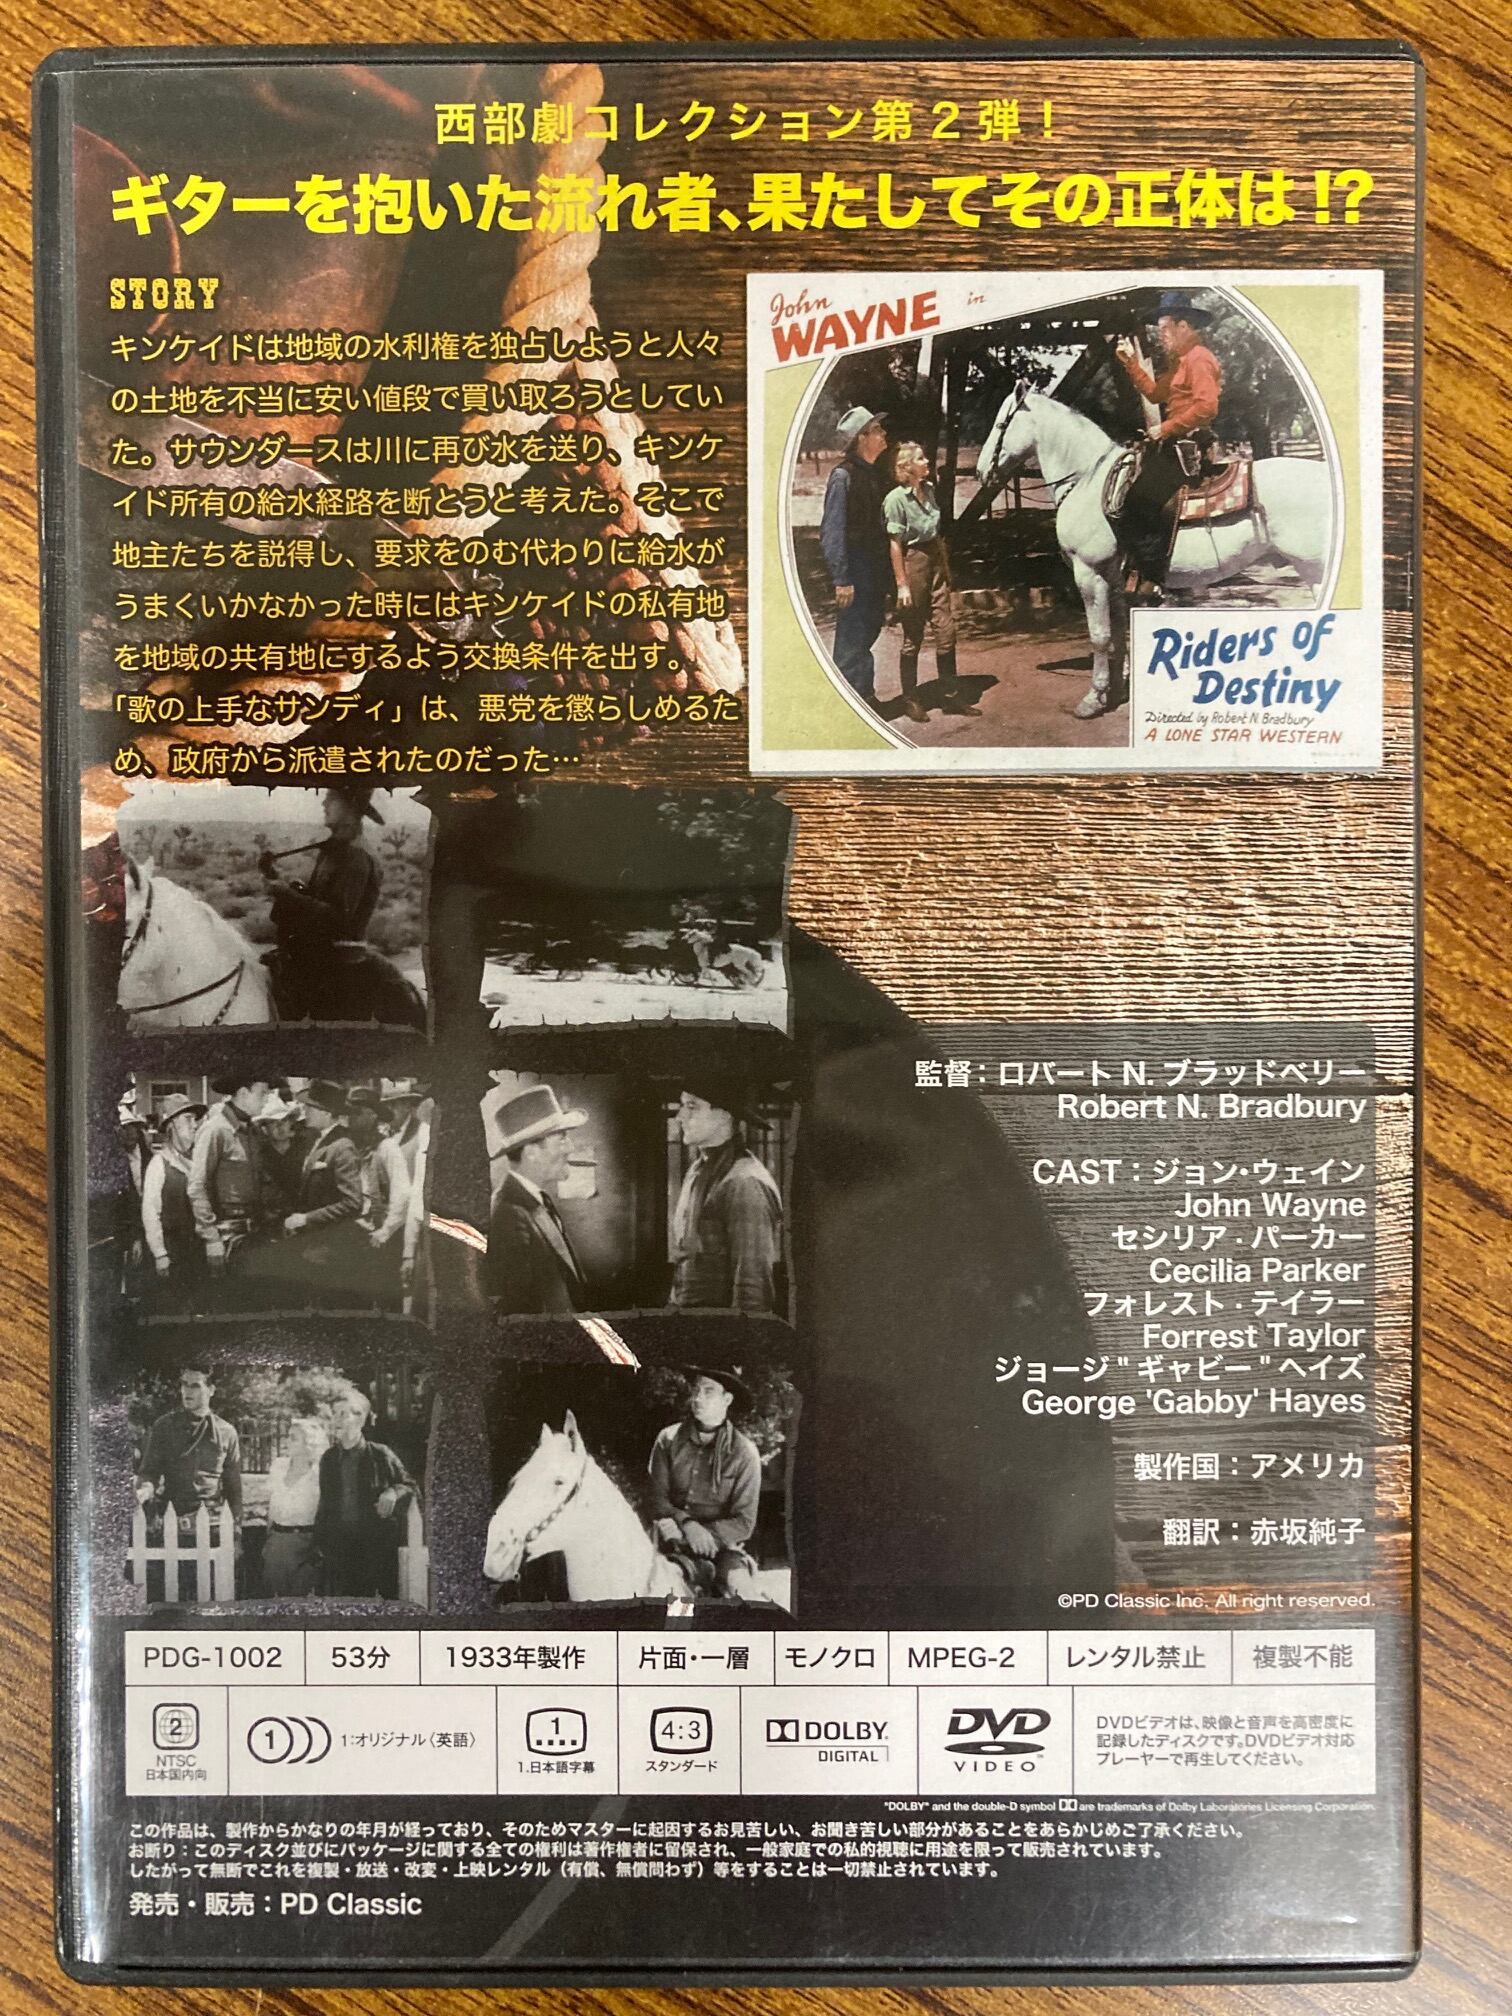 西部劇コレクション第2弾！
ギターを抱いた流れ者、果たしてその正体は!?
STORY
キンケイドは地域の水利権を独占しようと人々
の土地を不当に安い値段で買い取ろうとしてい
た。サウンダースは川に再び水を送り、キンケ
イド所有の給水経路を断とうと考えた。そこで
地主たちを説得し、要求をのむ代わりに給水が
うまくいかなかった時にはキンケイドの私有地
を地域の共有地にするよう交換条件を出す。
「歌の上手なサンディ」は、悪党を懲らしめるた
め、政府から派遣されたのだった…
John WAYNE in
Riders of
Destiny
Directed by Robert N. Bradbury
A LONE STAR WESTERN
監督：ロバート N. ブラッドベリー
Robert N. Bradbury
CAST：ジョン・ウェイン
John Wayne
セシリア・パーカー
Cecilia Parker
フォレスト・テイラー
Forrest Taylor
ジョージ"ギャビー"ヘイズ
George 'Gabby' Hayes
製作国：アメリカ
翻訳：赤坂純子
©PD Classic Inc. All right reserved.
PDG-1002 53分 1933年製作 片面・一層 モノクロ MPEG-2 レンタル禁止 複製不能
2
NTSC
日本国内向
1 1:オリジナル〈英語〉
1
1.日本語字幕
4:3
スタンダード
DOLBY
DIGITAL
DVD
VIDEO
DVDビデオは、映像と音声を高密度に
記録したディスクです。DVDビデオ対応
プレーヤーで再生してください。
"DOLBY" and the double-D symbol are trademarks of Dolby Laboratories Licensing Corporation.
この作品は、製作からかなりの年月が経っており、そのためマスターに起因するお見苦しい、お聞き苦しい部分があることをあらかじめご了承ください。
お断り：このディスク並びにパッケージに関する全ての権利は著作権者に留保され、一般家庭での私的視聴に用途を限って販売されています。
したがって無断でこれを複製・放送・改変・上映レンタル（有償、無償問わず）等をすることは一切禁止されています。
発売・販売：PD Classic